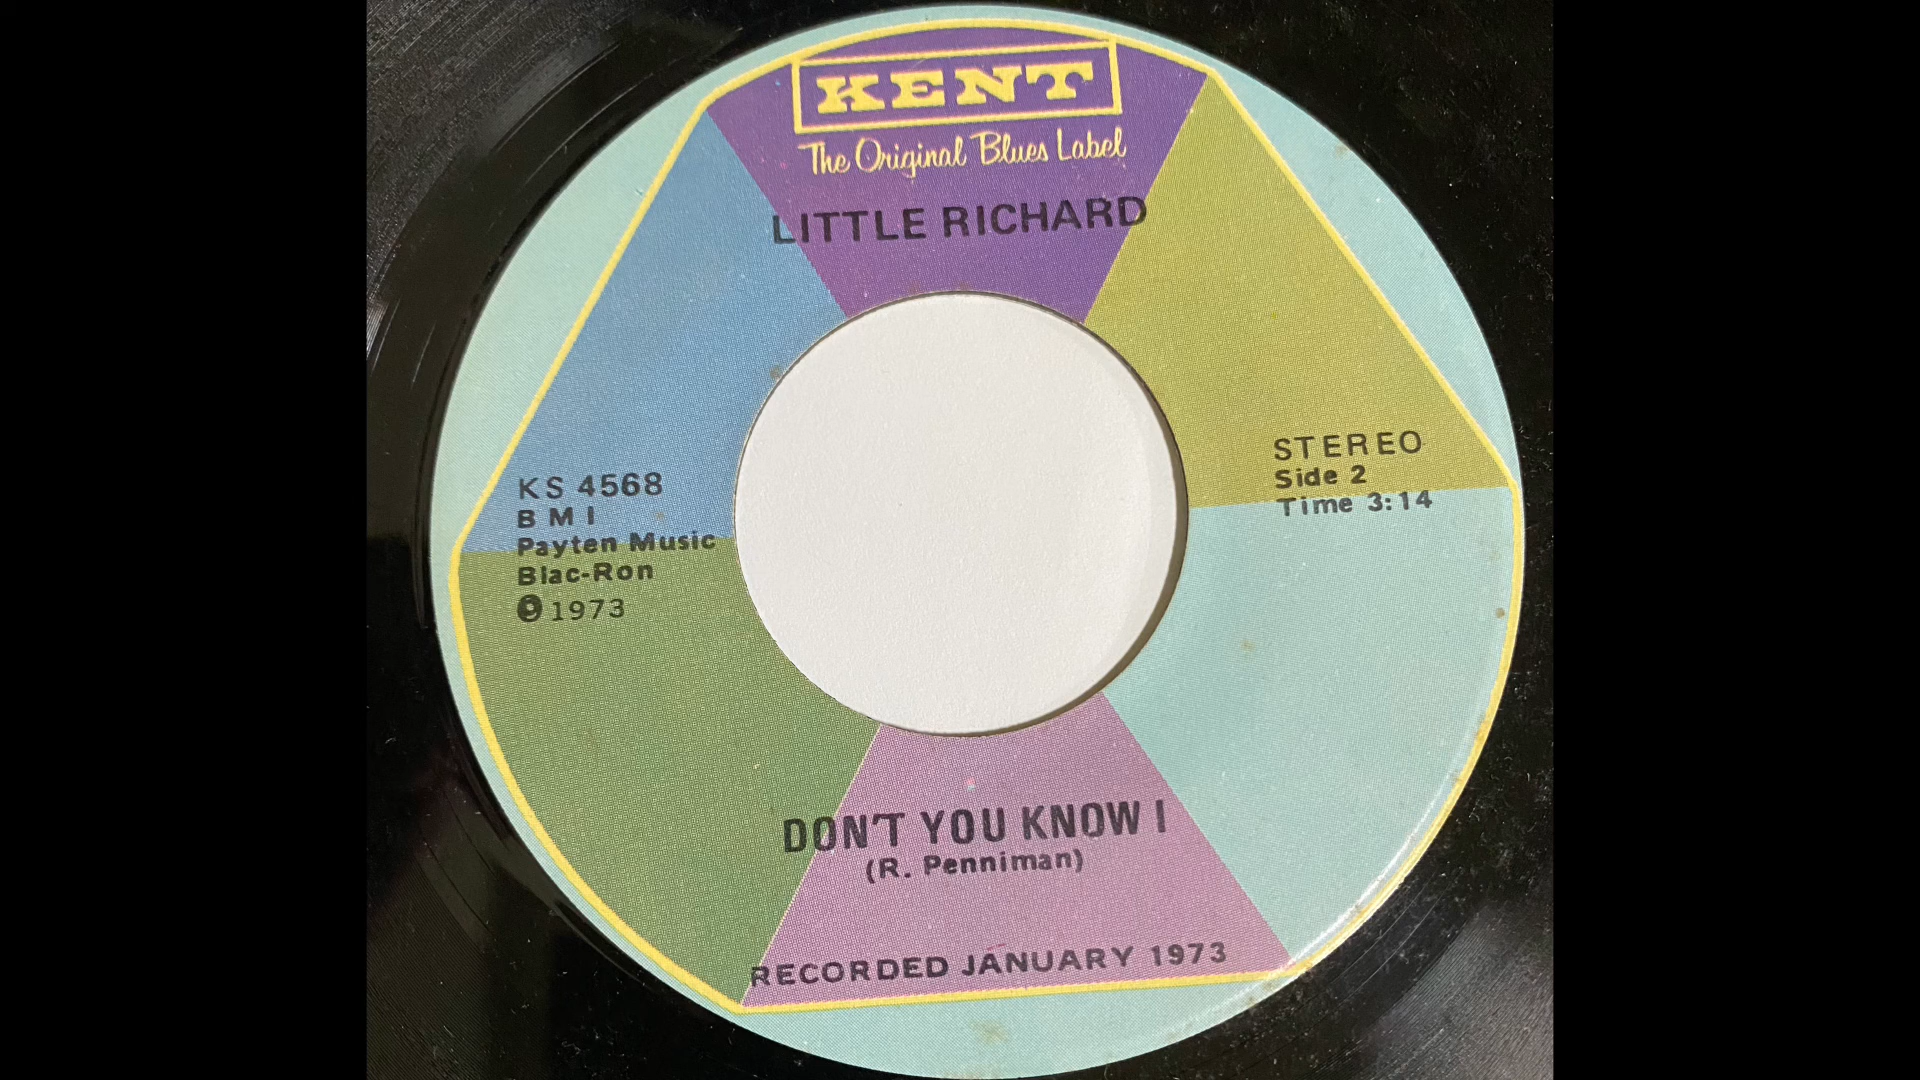 KENT
The Original Blues Label
LITTLE RICHARD
KS 4568
BMI
Payten Music
Blac-Ron
℗ 1973
STEREO
Side 2
Time 3:14
DON'T YOU KNOW I
(R. Penniman)
RECORDED JANUARY 1973